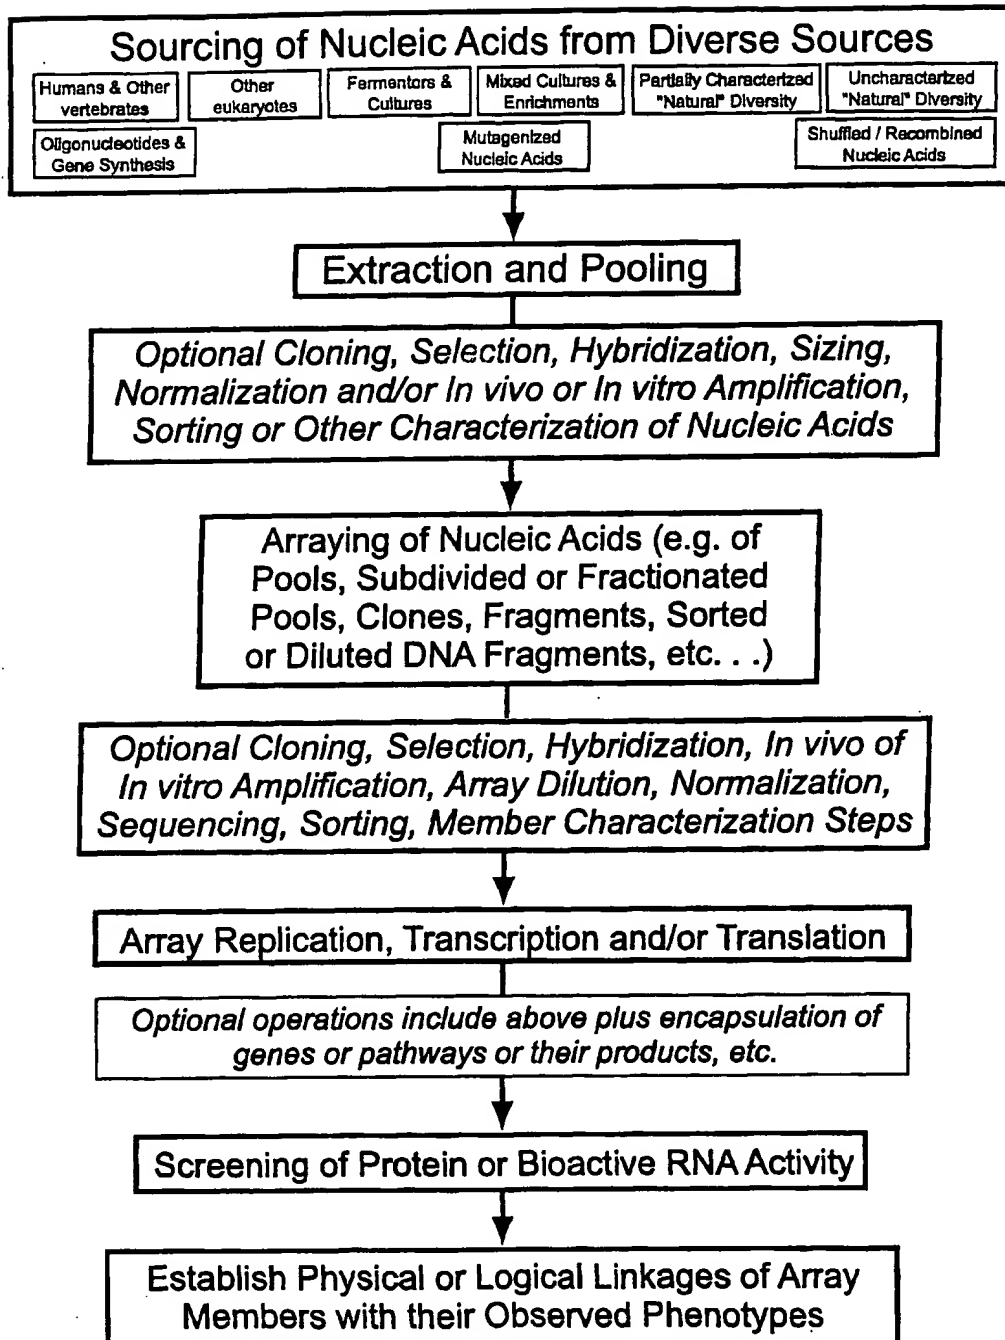 Sourcing of Nucleic Acids from Diverse Sources
Humans & Other
vertebrates
Other
eukaryotes
Fermentors &
Cultures
Mixed Cultures &
Enrichments
Partially Characterized
"Natural" Diversity
Uncharacterized
"Natural" Diversity
Oligonucleotides &
Gene Synthesis
Mutagenized
Nucleic Acids
Shuffled / Recombined
Nucleic Acids
Extraction and Pooling
Optional Cloning, Selection, Hybridization, Sizing,
Normalization and/or In vivo or In vitro Amplification,
Sorting or Other Characterization of Nucleic Acids
Arraying of Nucleic Acids (e.g. of
Pools, Subdivided or Fractionated
Pools, Clones, Fragments, Sorted
or Diluted DNA Fragments, etc. . .)
Optional Cloning, Selection, Hybridization, In vivo of
In vitro Amplification, Array Dilution, Normalization,
Sequencing, Sorting, Member Characterization Steps
Array Replication, Transcription and/or Translation
Optional operations include above plus encapsulation of
genes or pathways or their products, etc.
Screening of Protein or Bioactive RNA Activity
Establish Physical or Logical Linkages of Array
Members with their Observed Phenotypes